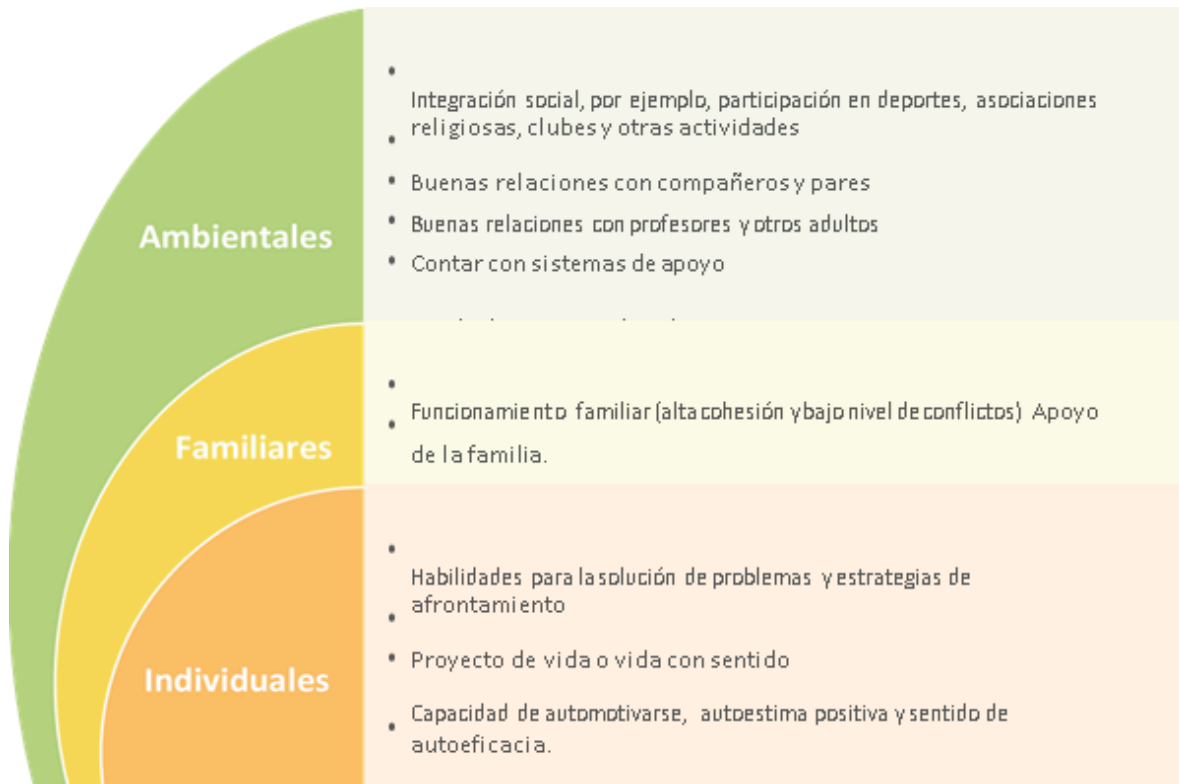 Ambientales
Integración social, por ejemplo, participación en deportes, asociaciones
religiosas, clubes y otras actividades
Buenas relaciones con compañeros y pares
Buenas relaciones con profesores y otros adultos
Contar con sistemas de apoyo
Familiares
Funcionamiento familiar (alta cohesión y bajo nivel de conflictos) Apoyo
de la familia.
Individuales
Habilidades para la solución de problemas y estrategias de
afrontamiento
Proyecto de vida o vida con sentido
Capacidad de automotivarse, autoestima positiva y sentido de
autoeficacia.